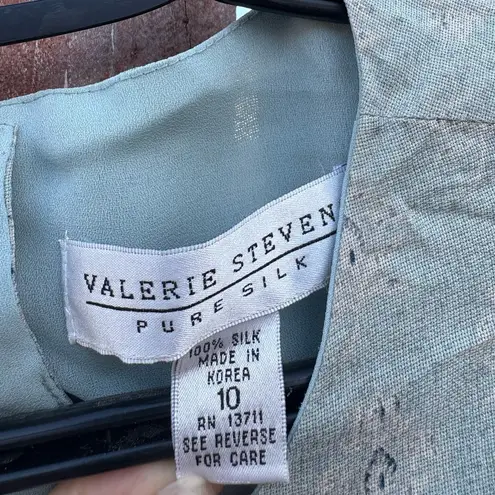 VALERIE STEVEN
PURE SILK
100% SILK
MADE IN
KOREA
10
RN 13711
SEE REVERSE
FOR CARE